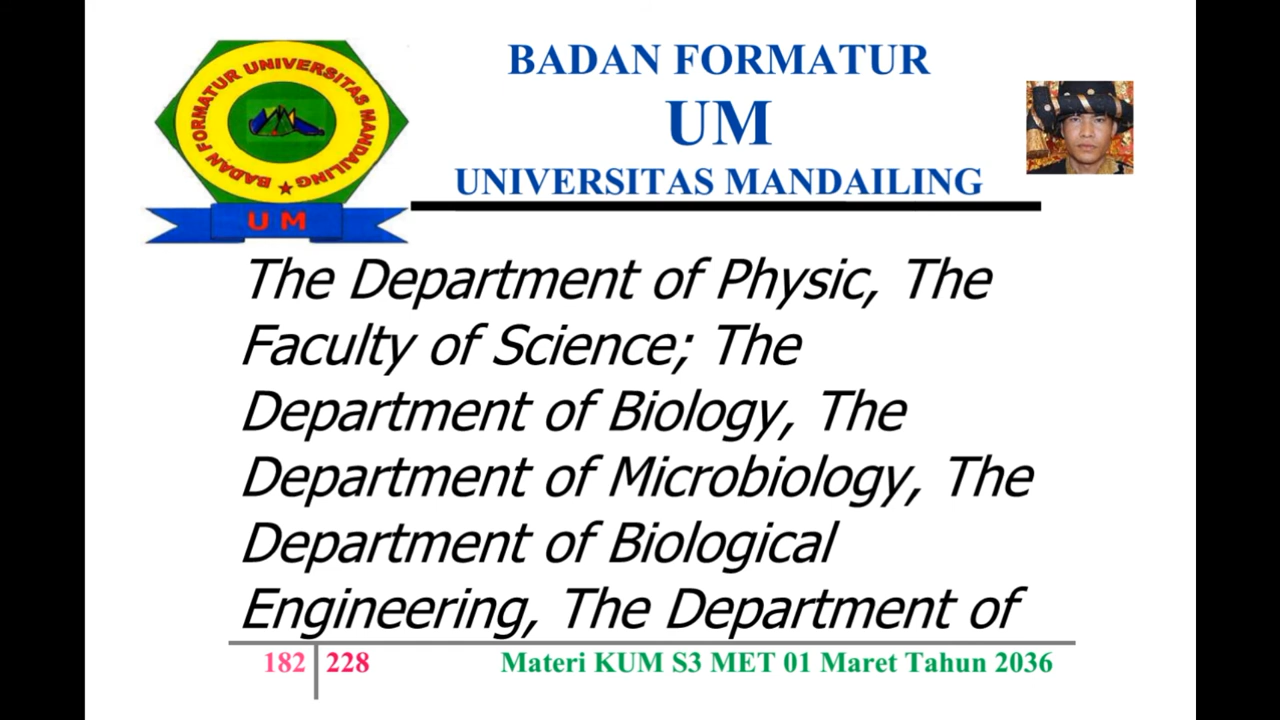 BADAN FORMATUR UNIVERSITAS MANDAILING
BADAN FORMATUR
UM
UNIVERSITAS MANDAILING
U M
The Department of Physic, The
Faculty of Science; The
Department of Biology, The
Department of Microbiology, The
Department of Biological
Engineering, The Department of
182 228 Materi KUM S3 MET 01 Maret Tahun 2036